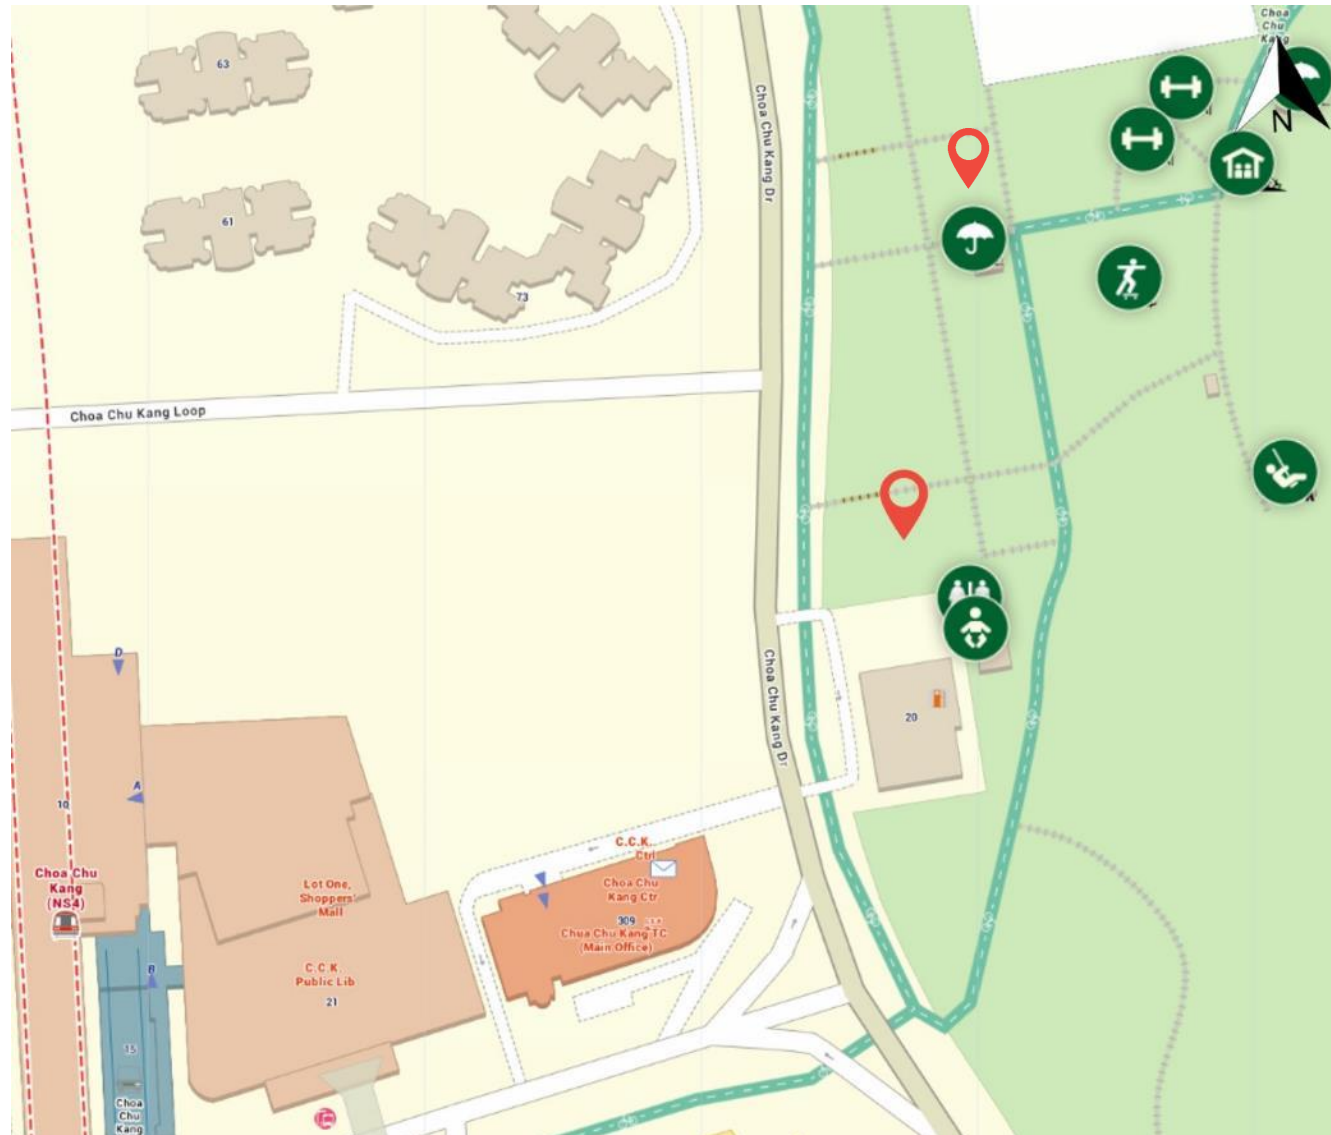 Choa
Chu
Kang
N
63
Choa Chu Kang Dr
61
73
Choa Chu Kang Loop
D
Choa Chu Kang Dr
20
A
10
C.C.K.
Ctrl
Choa Chu
Kang
(NS4)
Lot One,
Shoppers'
Mall
Choa Chu
Kang Ctr
309
Chua Chu Kang TC
(Main Office)
B
C.C.K.
Public Lib
21
15
Choa
Chu
Kang